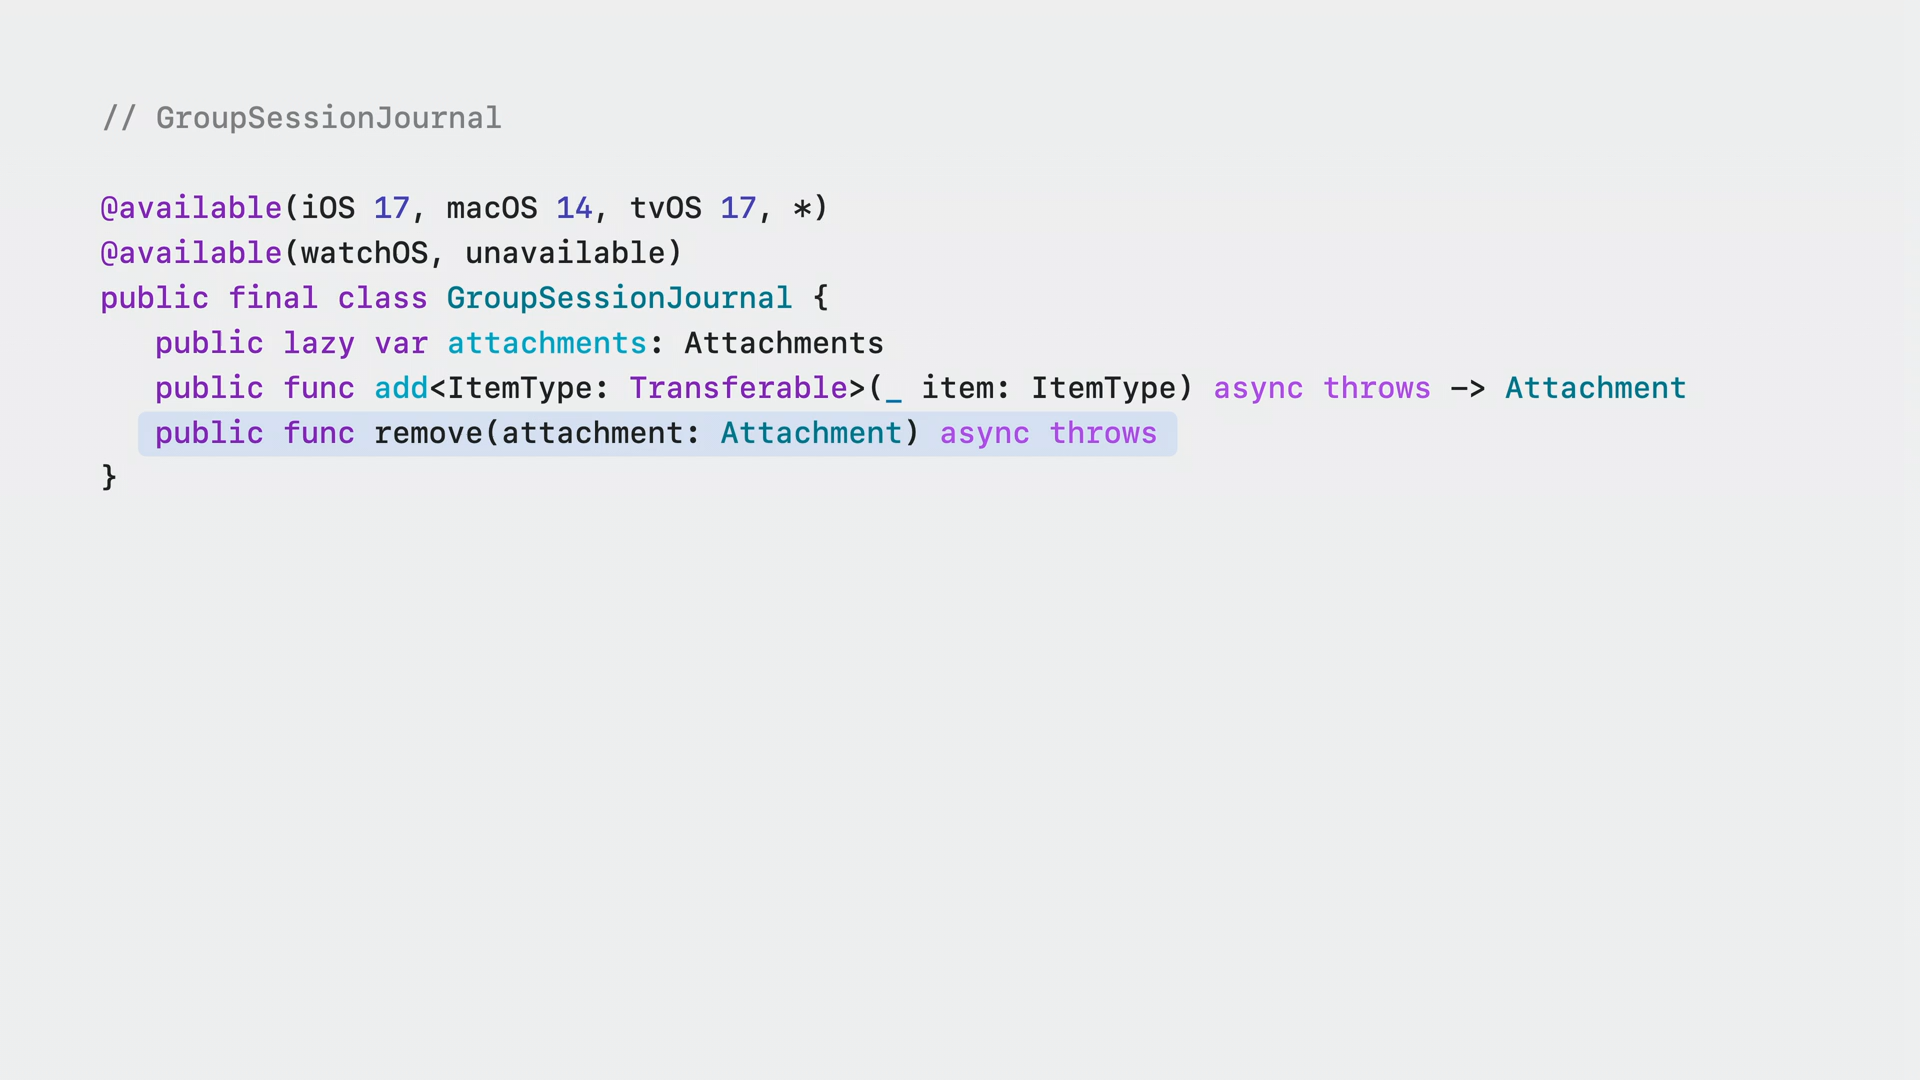 // GroupSessionJournal
@available(iOS 17, macOS 14, tvOS 17, *)
@available(watchOS, unavailable)
public final class GroupSessionJournal {
public lazy var attachments: Attachments
public func add<ItemType: Transferable>(_ item: ItemType) async throws -> Attachment
public func remove(attachment: Attachment) async throws
}